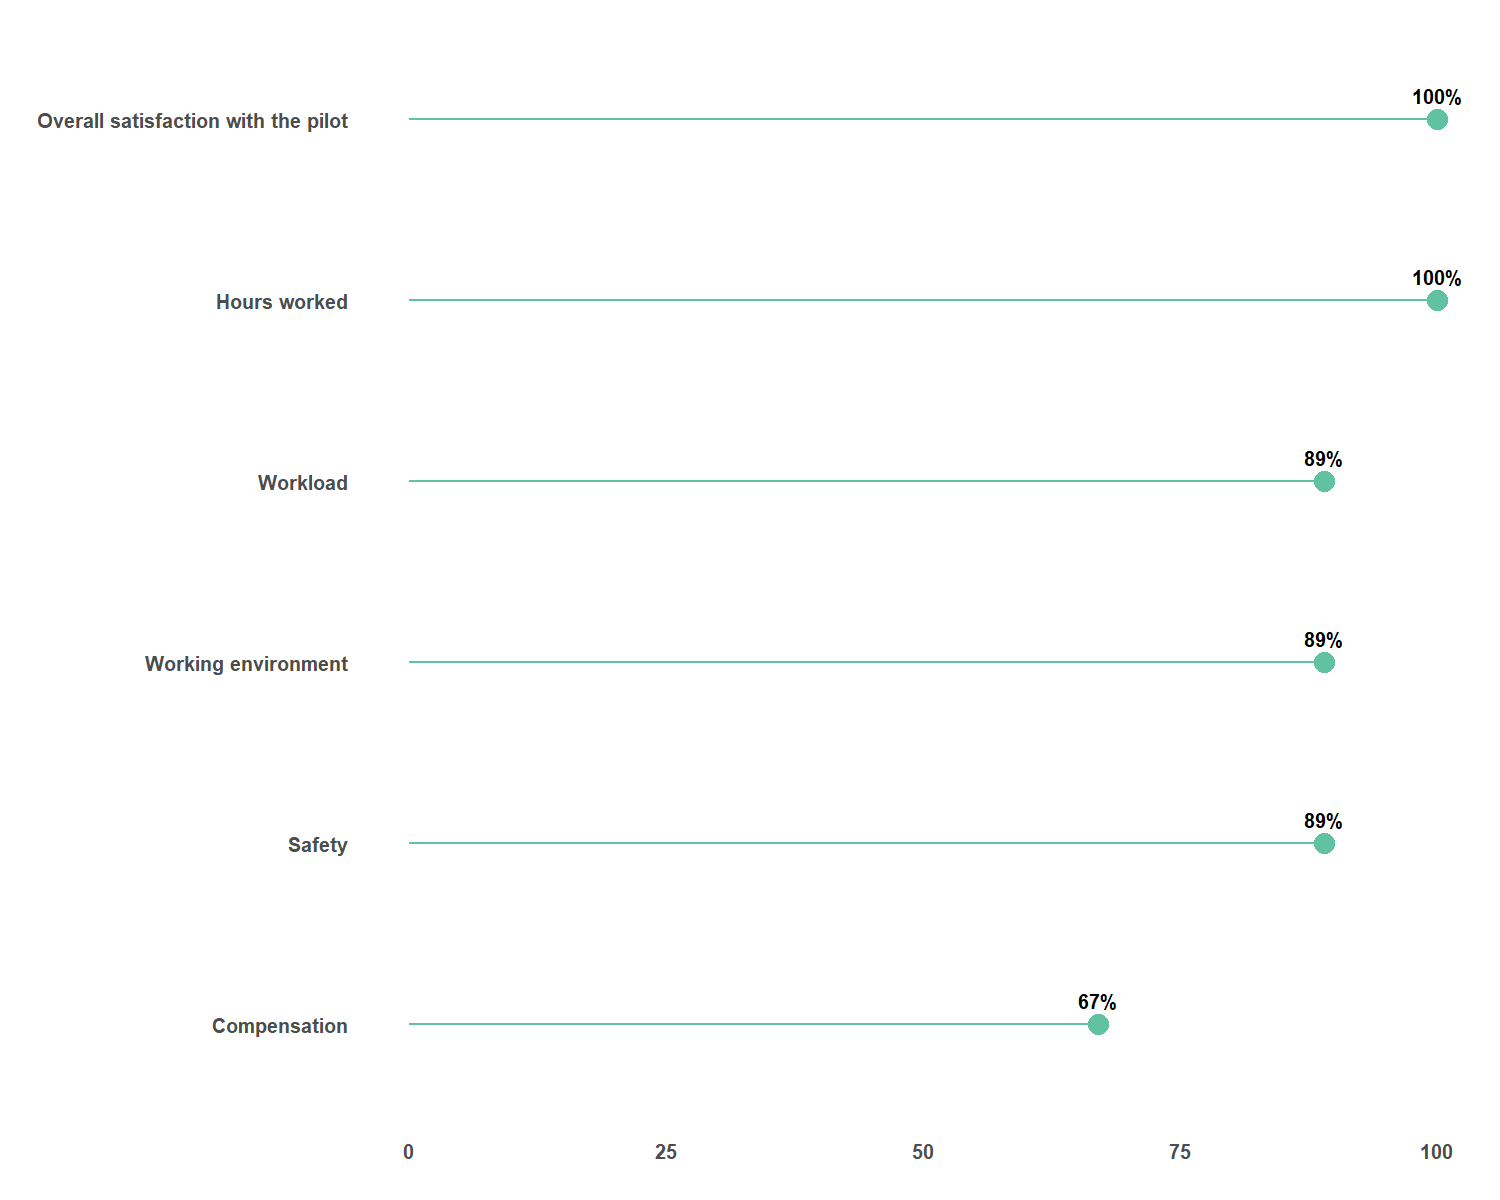 100%
Overall satisfaction with the pilot
100%
Hours worked
89%
Workload
89%
Working environment
89%
Safety
67%
Compensation
0 25 50 75 100